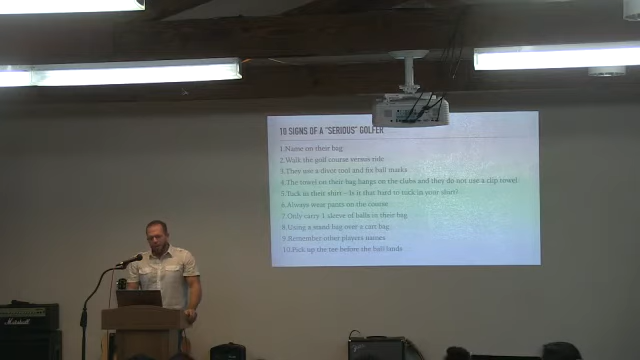 10 SIGNS OF A "SERIOUS" GOLFER
1.Name on their bag
2.Walk the golf course versus ride
3.They use a divot tool and fix ball marks
4.The towel on their bag hangs on the clubs and they do not use a clip towel
5.Tuck in their shirt – Is it that hard to tuck in your shirt?
6.Always wear pants on the course
7.Only carry 1 sleeve of balls in their bag
8.Using a stand bag over a cart bag
9.Remember other players names
10.Pick up the tee before the ball lands
Marshall